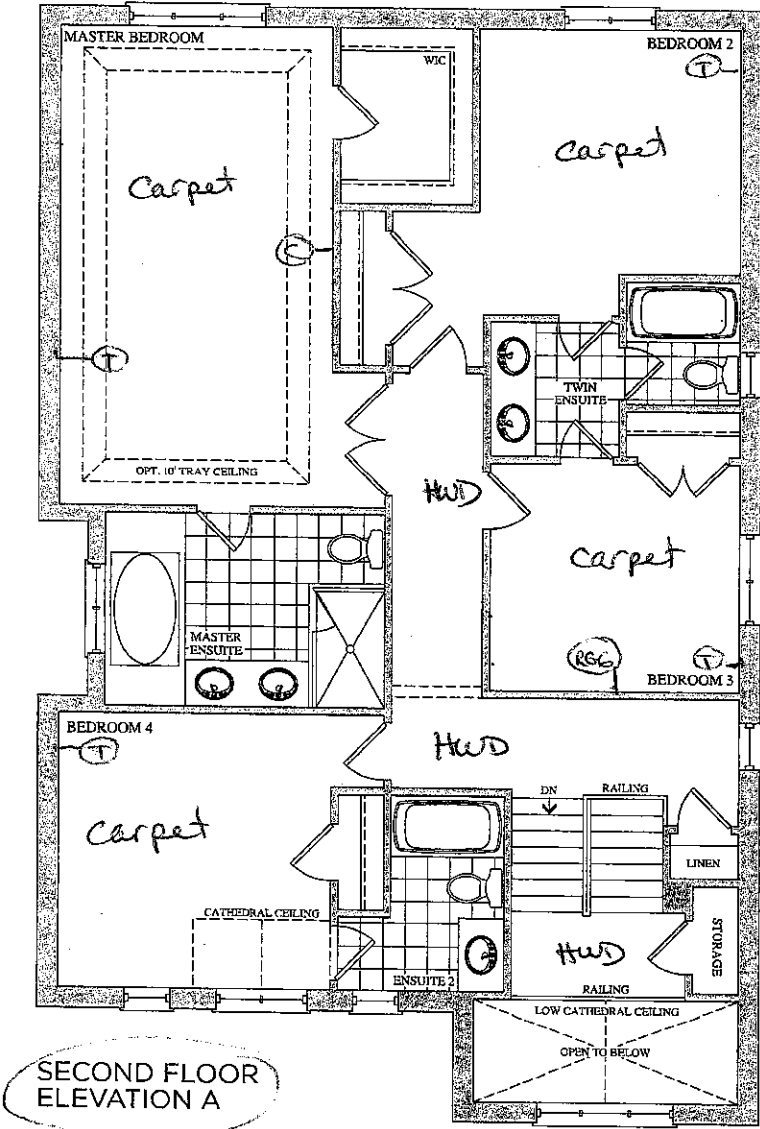 MASTER BEDROOM
WIC
BEDROOM 2
T
Carpet
Carpet
C
T
TWIN
ENSUITE
OPT. 10' TRAY CEILING
HWD
Carpet
MASTER
ENSUITE
RG6
T
BEDROOM 3
BEDROOM 4
T
HWD
DN
RAILING
Carpet
LINEN
CATHEDRAL CEILING
STORAGE
HWD
ENSUITE 2
RAILING
LOW CATHEDRAL CEILING
OPEN TO BELOW
SECOND FLOOR
ELEVATION A